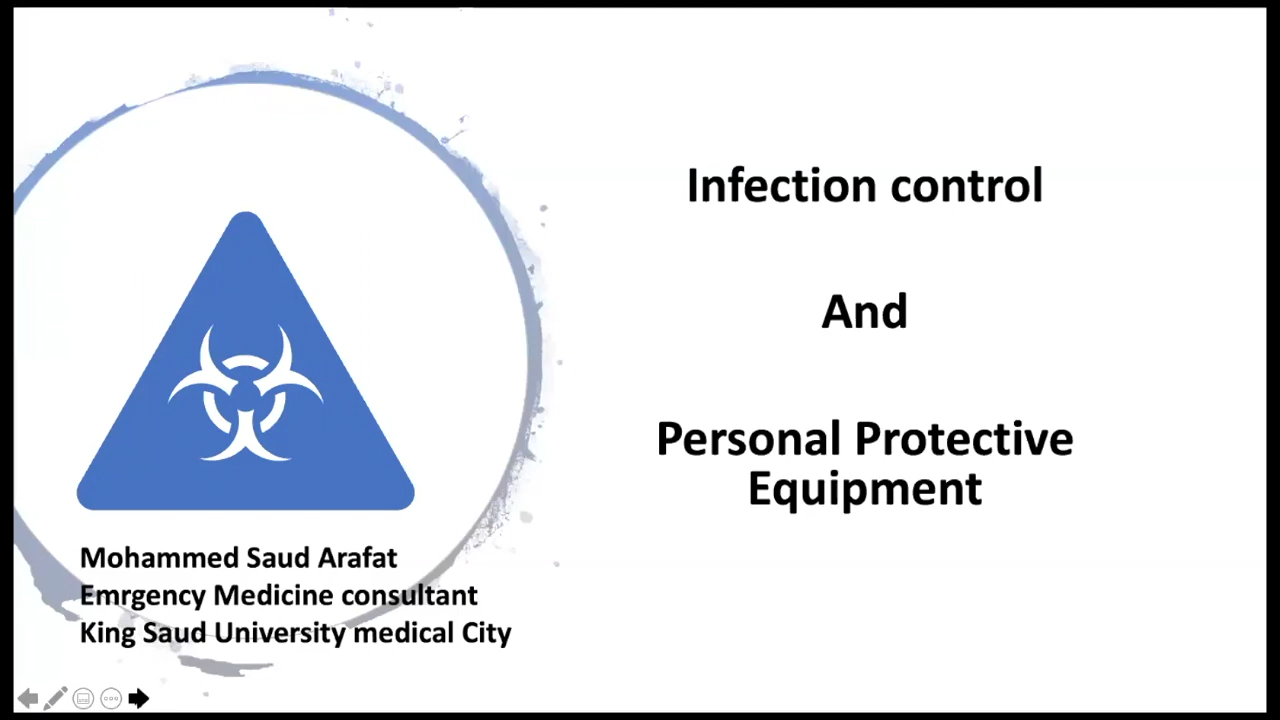 Infection control
And
Personal Protective
Equipment
Mohammed Saud Arafat
Emrgency Medicine consultant
King Saud University medical City